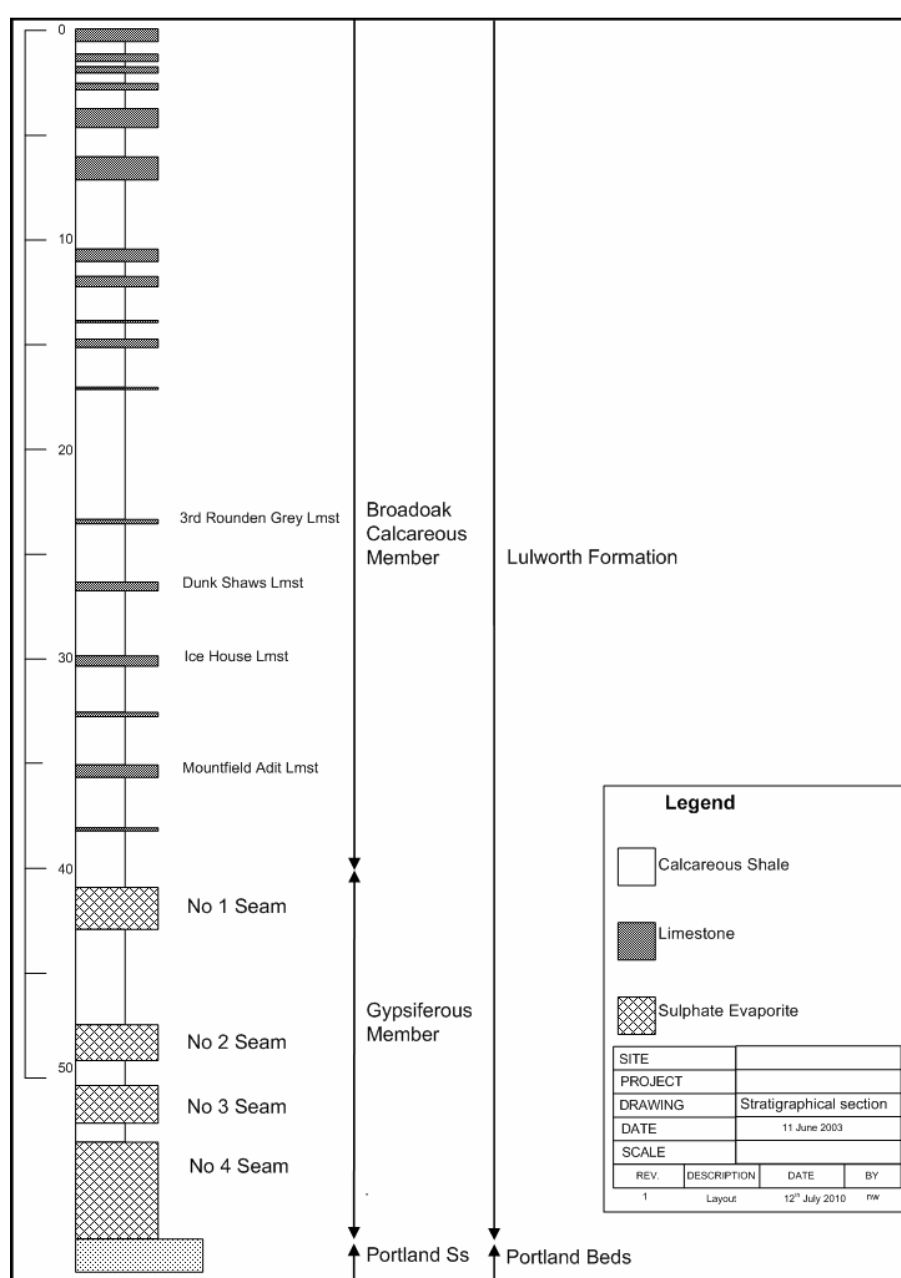 0
10
20
3rd Rounden Grey Lmst
Broadoak
Calcareous
Member
Lulworth Formation
Dunk Shaws Lmst
30
Ice House Lmst
Mountfield Adit Lmst
40
No 1 Seam
Gypsiferous
Member
No 2 Seam
50
No 3 Seam
No 4 Seam
Portland Ss
Portland Beds
Legend
Calcareous Shale
Limestone
Sulphate Evaporite
SITE
PROJECT
DRAWING Stratigraphical section
DATE 11 June 2003
SCALE
REV. DESCRIPTION DATE BY
1 Layout 12th July 2010 nw